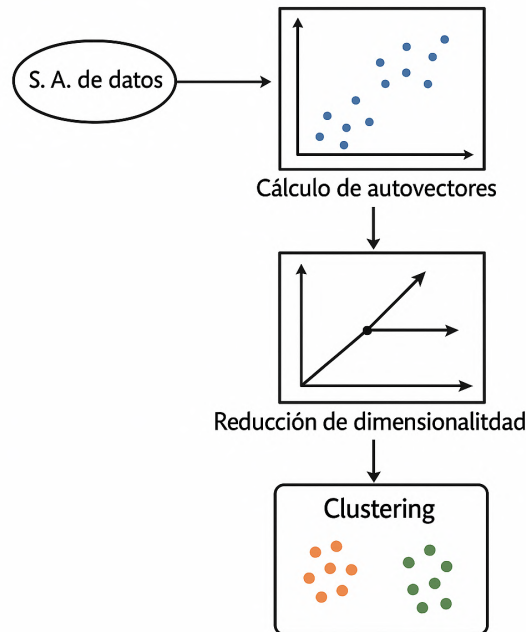 S. A. de datos
Cálculo de autovectores
Reducción de dimensionalitdad
Clustering